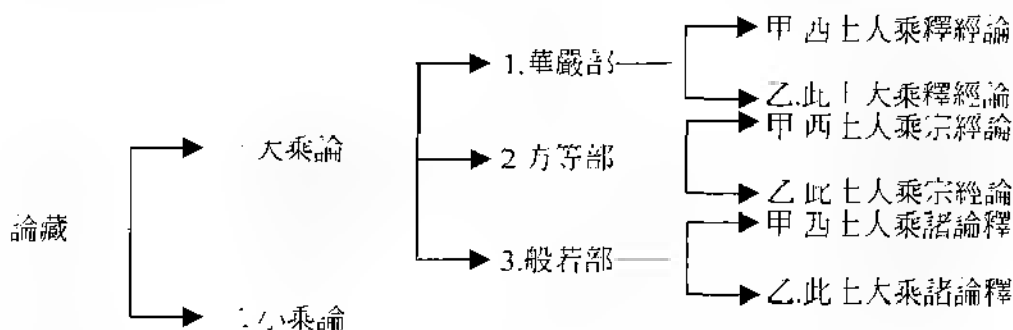 甲 西土大乘釋經論
1.華嚴部
乙.此土大乘釋經論
甲 西土大乘宗經論
大乘論
2 方等部
乙 此土大乘宗經論
論藏
甲 西土大乘諸論釋
3.般若部
乙.此土大乘諸論釋
小乘論